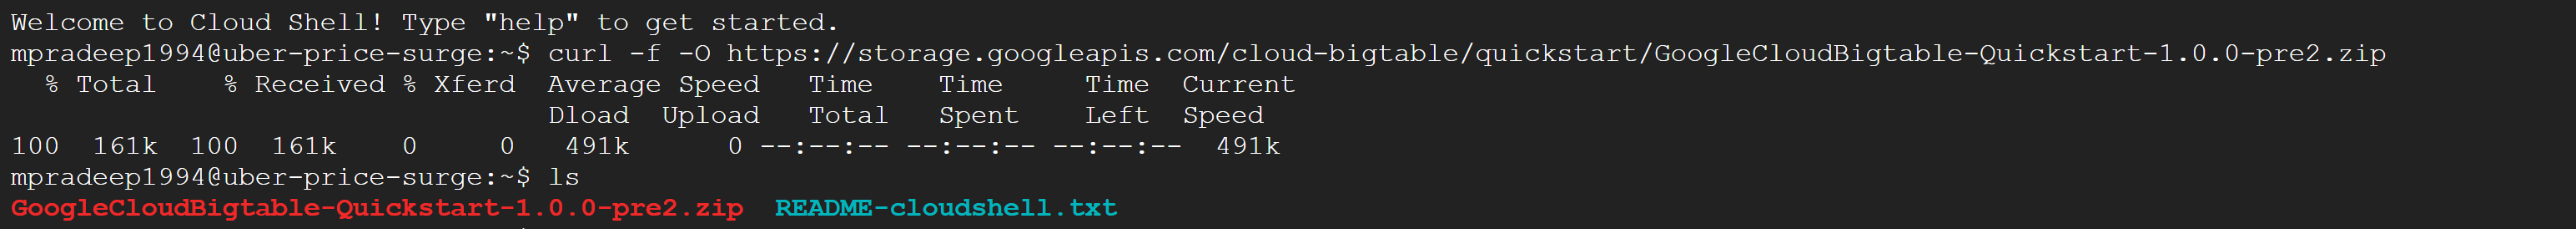 Welcome to Cloud Shell! Type "help" to get started.
mpradeep1994@uber-price-surge:~$ curl -f -O https://storage.googleapis.com/cloud-bigtable/quickstart/GoogleCloudBigtable-Quickstart-1.0.0-pre2.zip
  % Total    % Received % Xferd  Average Speed   Time    Time     Time  Current
                                 Dload  Upload   Total   Spent    Left  Speed
100  161k  100  161k    0     0   491k      0 --:--:-- --:--:-- --:--:--  491k
mpradeep1994@uber-price-surge:~$ ls
GoogleCloudBigtable-Quickstart-1.0.0-pre2.zip  README-cloudshell.txt